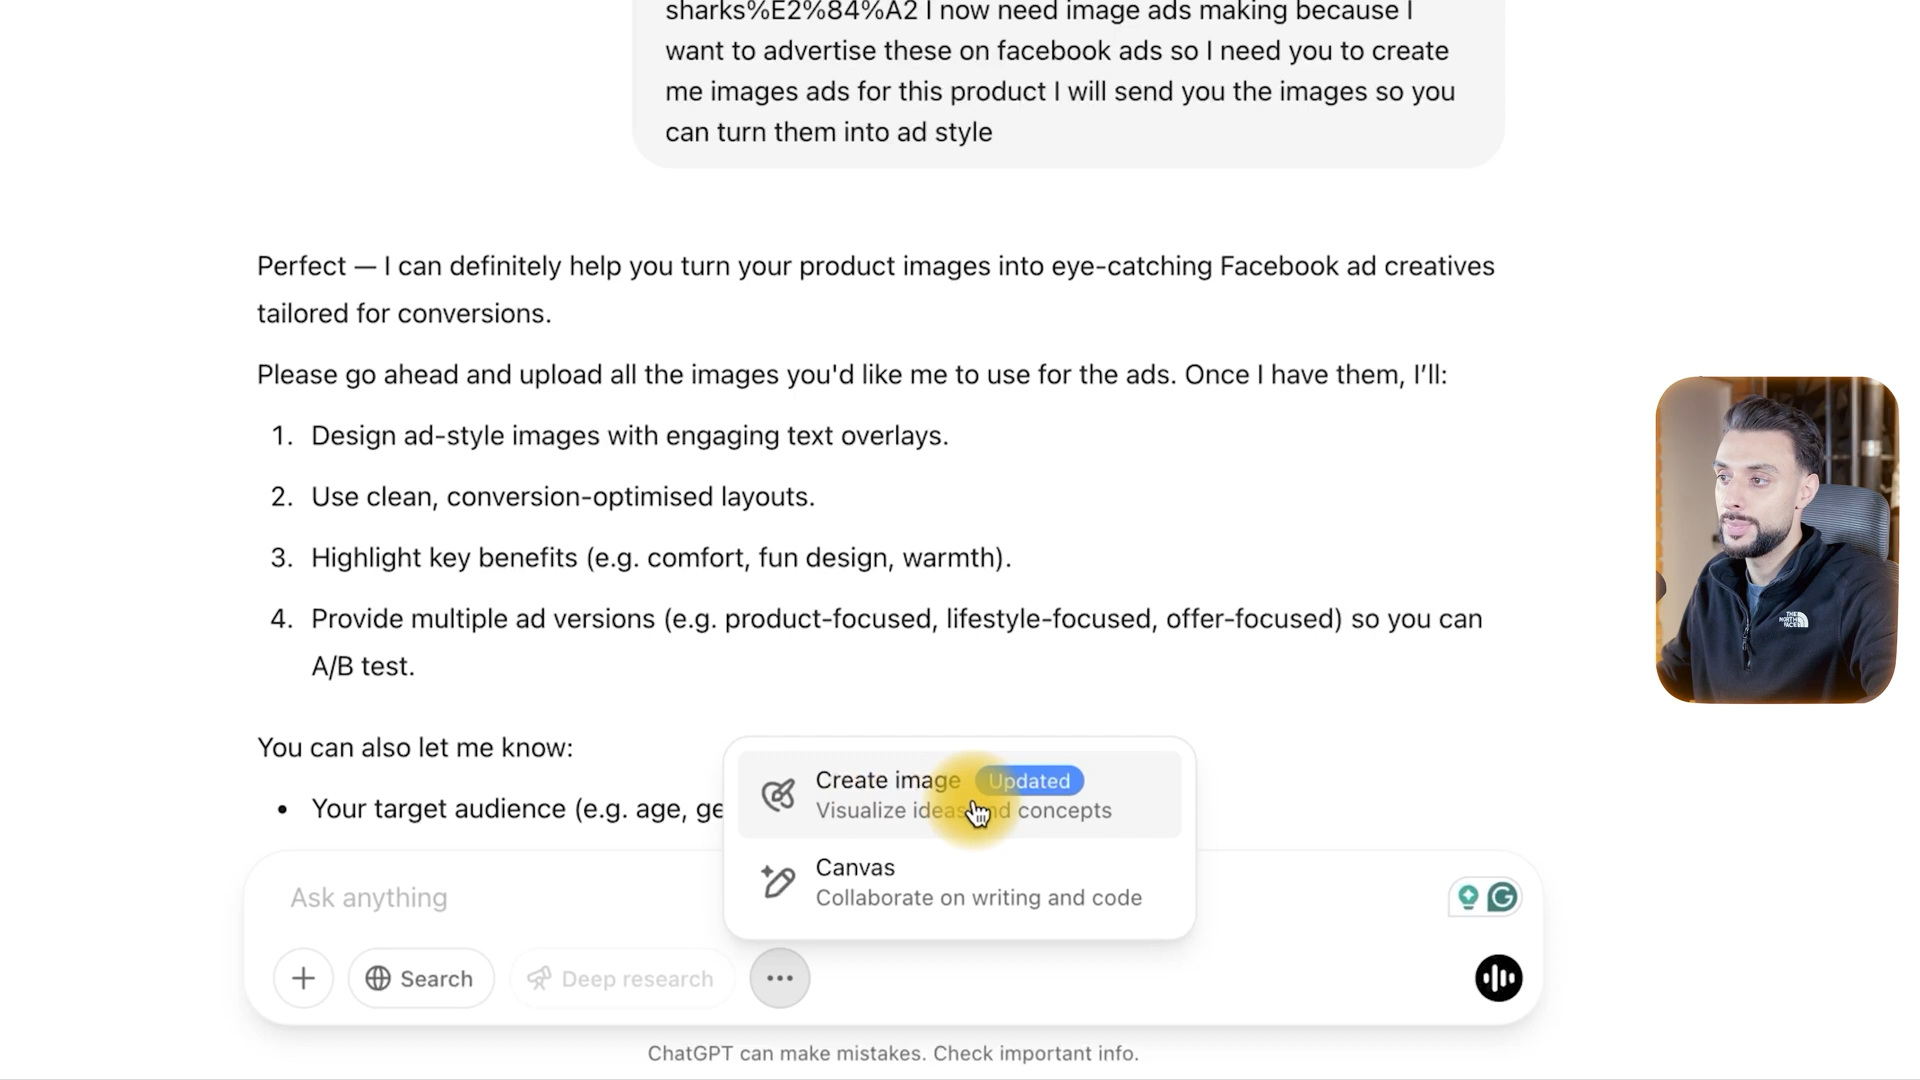 sharks%E2%84%A2 I now need image ads making because I
want to advertise these on facebook ads so I need you to create
me images ads for this product I will send you the images so you
can turn them into ad style
Perfect — I can definitely help you turn your product images into eye-catching Facebook ad creatives
tailored for conversions.
Please go ahead and upload all the images you'd like me to use for the ads. Once I have them, I’ll:
1. Design ad-style images with engaging text overlays.
2. Use clean, conversion-optimised layouts.
3. Highlight key benefits (e.g. comfort, fun design, warmth).
4. Provide multiple ad versions (e.g. product-focused, lifestyle-focused, offer-focused) so you can
A/B test.
You can also let me know:
• Your target audience (e.g. age, ge
Create image Updated
Visualize ideas and concepts
Canvas
Collaborate on writing and code
Ask anything
Search
Deep research
ChatGPT can make mistakes. Check important info.
THE
NORTH
FACE